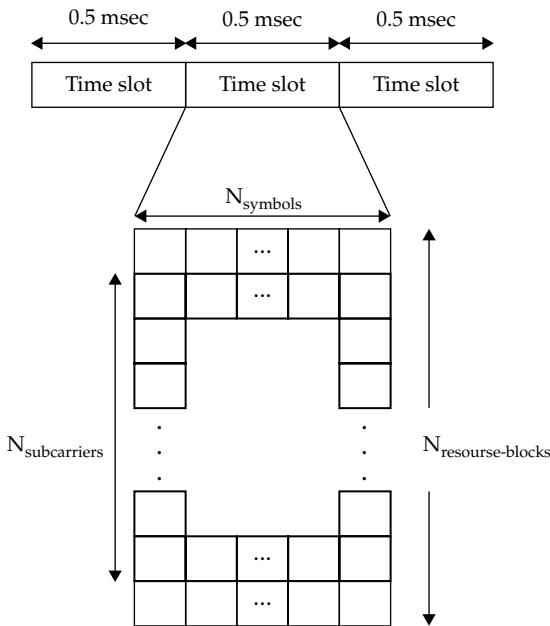 0.5 msec 0.5 msec 0.5 msec
Time slot Time slot Time slot
N_symbols
...
...
N_subcarriers
N_resourse-blocks
...
...